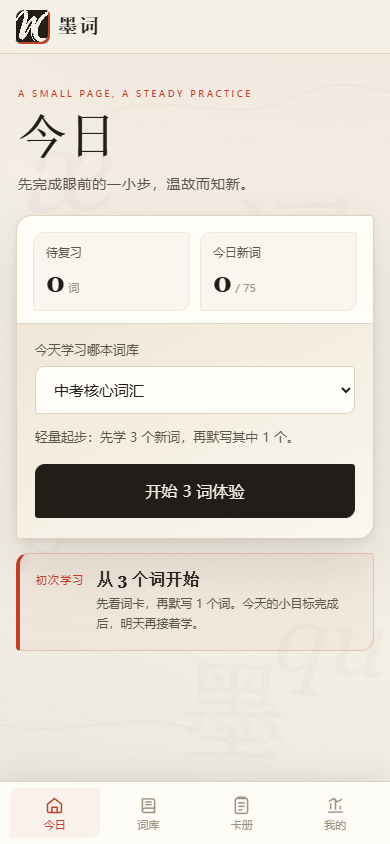 墨词
A SMALL PAGE, A STEADY PRACTICE
今日
先完成眼前的一小步，温故而知新。
待复习
0 词
今日新词
0 / 75
今天学习哪本词库
中考核心词汇
轻量起步：先学 3 个新词，再默写其中 1 个。
开始 3 词体验
初次学习
从 3 个词开始
先看词卡，再默写 1 个词。今天的小目标完成
后，明天再接着学。
qu
墨
今日
词库
卡册
我的